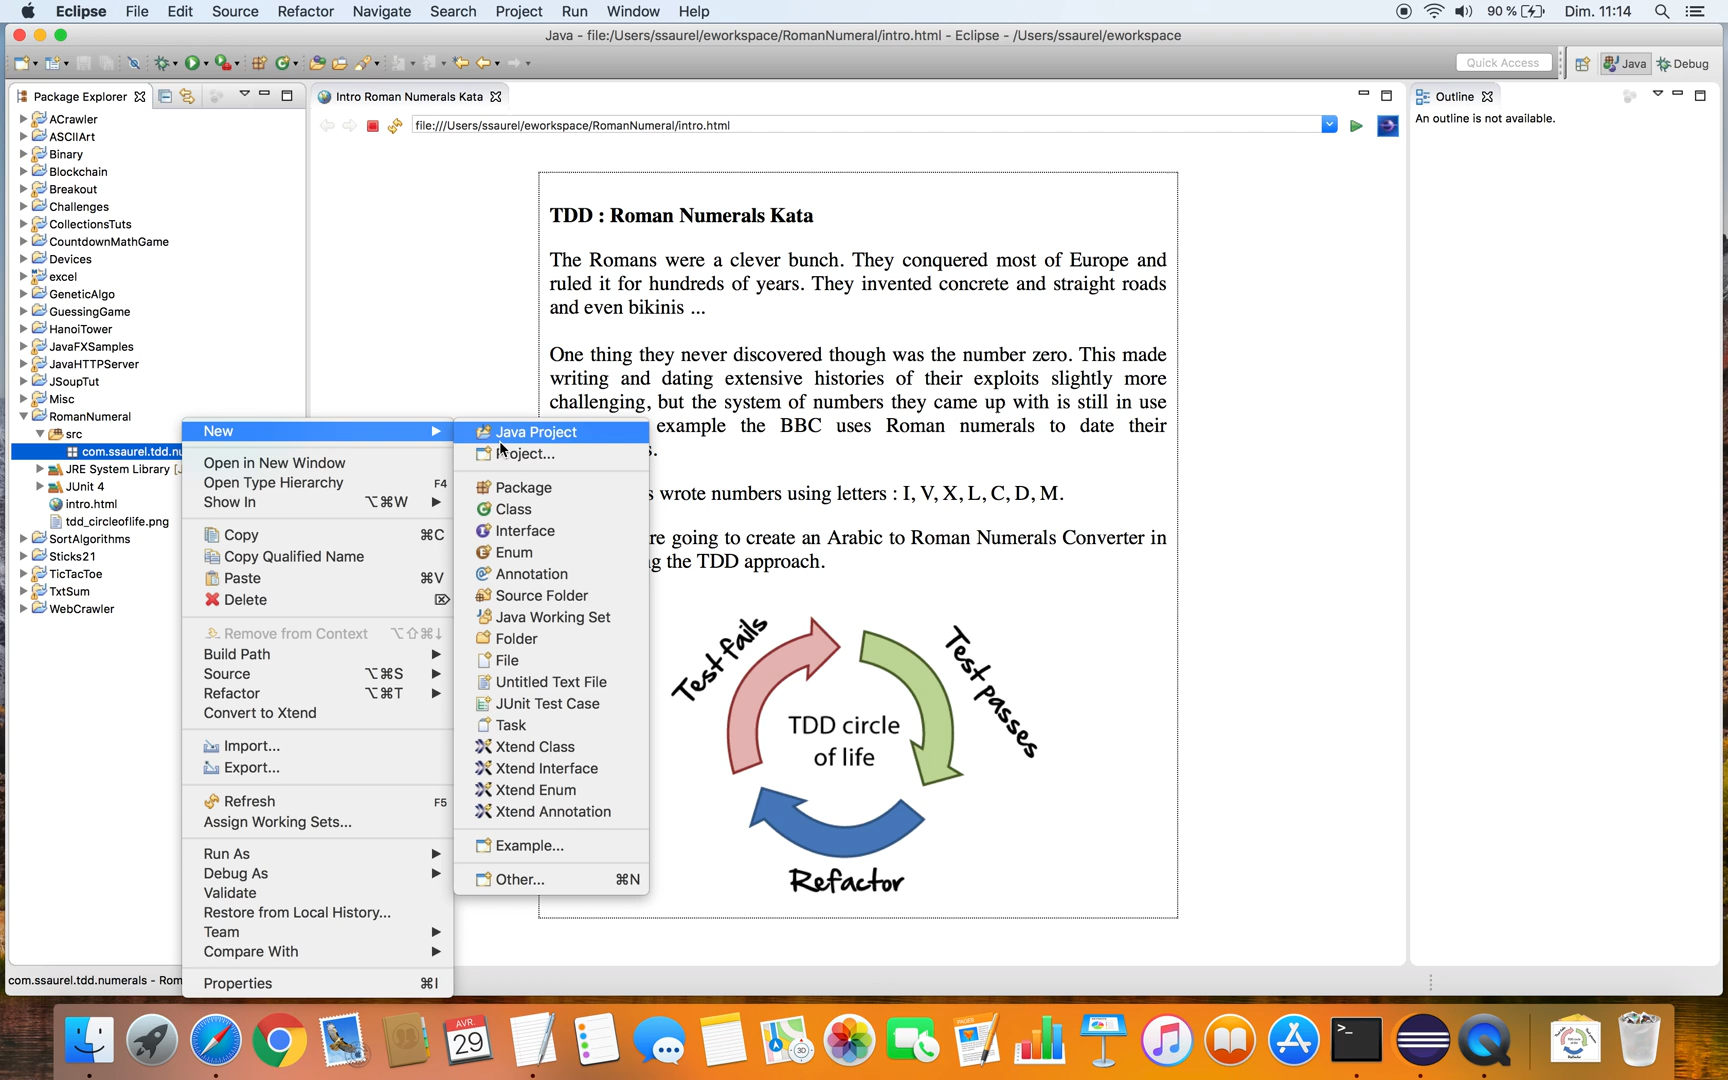 Eclipse File Edit Source Refactor Navigate Search Project Run Window Help 90 % Dim. 11:14
Java - file:/Users/ssaurel/eworkspace/RomanNumeral/intro.html - Eclipse - /Users/ssaurel/eworkspace
Quick Access Java Debug
Package Explorer
ACrawler
ASCIIArt
Binary
Blockchain
Breakout
Challenges
CollectionsTuts
CountdownMathGame
Devices
excel
GeneticAlgo
GuessingGame
HanoiTower
JavaFXSamples
JavaHTTPServer
JSoupTut
Misc
RomanNumeral
src
com.ssaurel.tdd.nu
JRE System Library [J
JUnit 4
intro.html
tdd_circleoflife.png
SortAlgorithms
Sticks21
TicTacToe
TxtSum
WebCrawler
com.ssaurel.tdd.numerals - Rom
New
Open in New Window
Open Type Hierarchy F4
Show In ⌥⌘W
Copy ⌘C
Copy Qualified Name
Paste ⌘V
Delete ⌦
Remove from Context ⌥⇧⌘↓
Build Path
Source ⌥⌘S
Refactor ⌥⌘T
Convert to Xtend
Import...
Export...
Refresh F5
Assign Working Sets...
Run As
Debug As
Validate
Restore from Local History...
Team
Compare With
Properties ⌘I
Java Project
Project...
Package
Class
Interface
Enum
Annotation
Source Folder
Java Working Set
Folder
File
Untitled Text File
JUnit Test Case
Task
Xtend Class
Xtend Interface
Xtend Enum
Xtend Annotation
Example...
Other... ⌘N
Intro Roman Numerals Kata
file:///Users/ssaurel/eworkspace/RomanNumeral/intro.html
TDD : Roman Numerals Kata
The Romans were a clever bunch. They conquered most of Europe and
ruled it for hundreds of years. They invented concrete and straight roads
and even bikinis ...
One thing they never discovered though was the number zero. This made
writing and dating extensive histories of their exploits slightly more
challenging, but the system of numbers they came up with is still in use
example the BBC uses Roman numerals to date their
s.
s wrote numbers using letters : I, V, X, L, C, D, M.
re going to create an Arabic to Roman Numerals Converter in
g the TDD approach.
Test fails
Test passes
TDD circle
of life
Refactor
Outline
An outline is not available.
AVR.
29
PAGES
3D
>_
Refactor